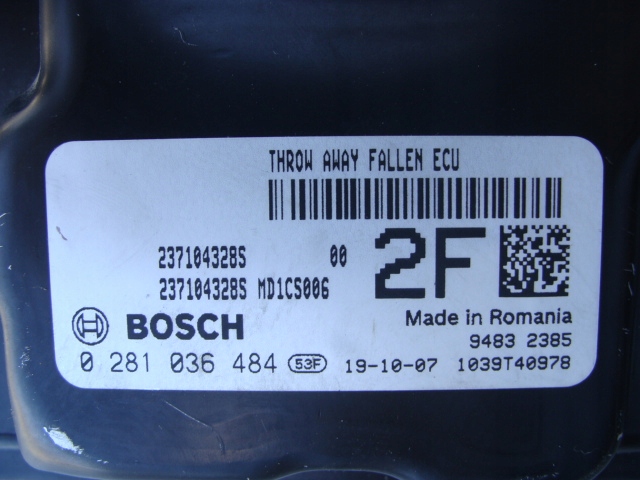 THROW AWAY FALLEN ECU
237104328S 00
237104328S MD1CS006
2F
BOSCH
Made in Romania
9483 2385
0 281 036 484 53F 19-10-07 1039T40978